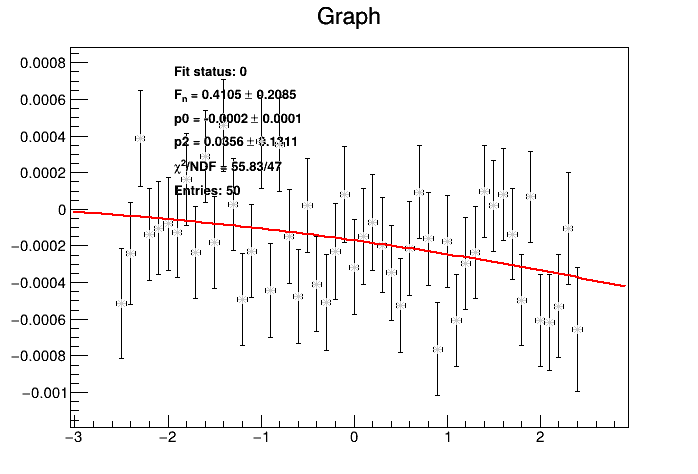 Graph
0.0008
0.0006
0.0004
0.0002
0
−0.0002
−0.0004
−0.0006
−0.0008
−0.001
Fit status: 0
Fn = 0.4105 ± 0.2085
p0 = -0.0002 ± 0.0001
p2 = 0.0356 ± 0.1311
χ²/NDF = 55.83/47
Entries: 50
−3 −2 −1 0 1 2